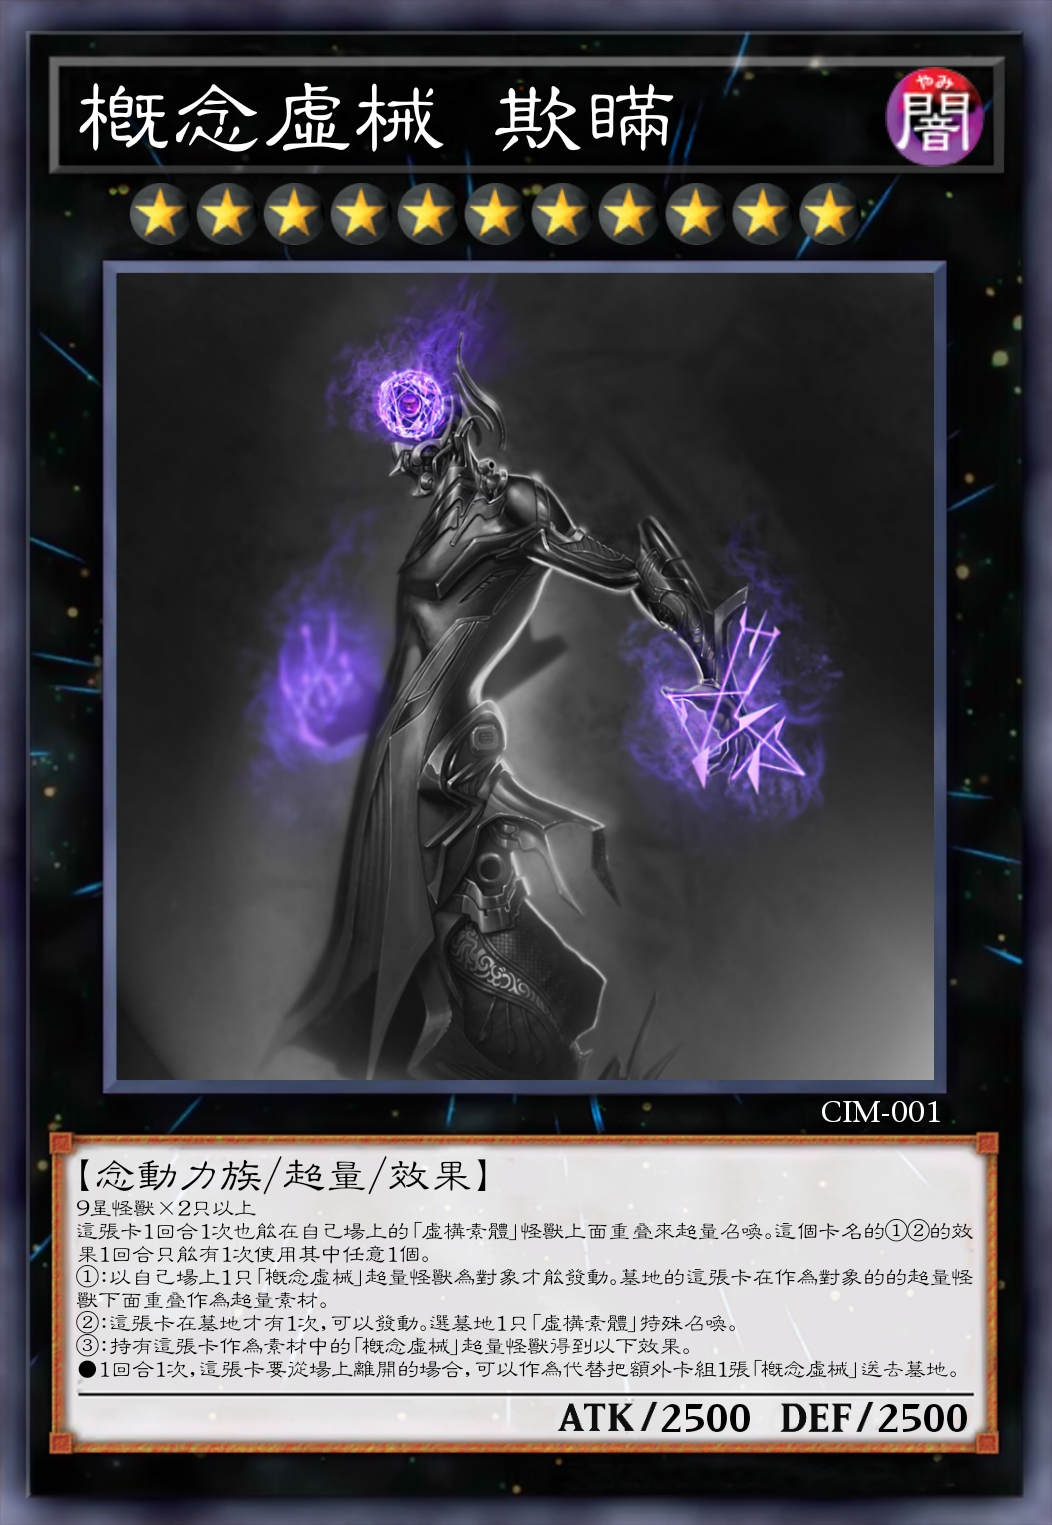 概念虛械 欺瞞
やみ
闇
CIM-001
【念動力族/超量/效果】
9星怪獸×2只以上
這張卡1回合1次也能在自己場上的「虛構素體」怪獸上面重叠來超量召喚。這個卡名的①②的效
果1回合只能有1次使用其中任意1個。
①:以自己場上1只「概念虛械」超量怪獸為對象才能發動。墓地的這張卡在作為對象的的超量怪
獸下面重叠作為超量素材。
②:這張卡在墓地才有1次,可以發動。選墓地1只「虛構素體」特殊召喚。
③:持有這張卡作為素材中的「概念虛械」超量怪獸得到以下效果。
●1回合1次,這張卡要從場上離開的場合,可以作為代替把額外卡組1張「概念虛械」送去墓地。
ATK/2500 DEF/2500